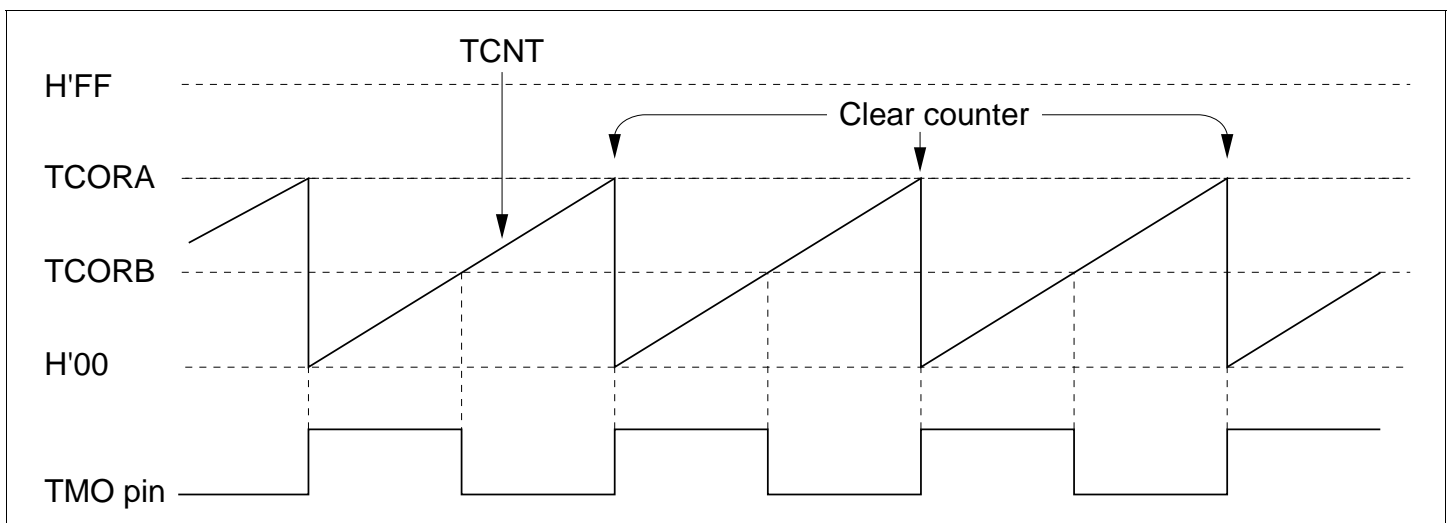 TCNT
H'FF
Clear counter
TCORA
TCORB
H'00
TMO pin